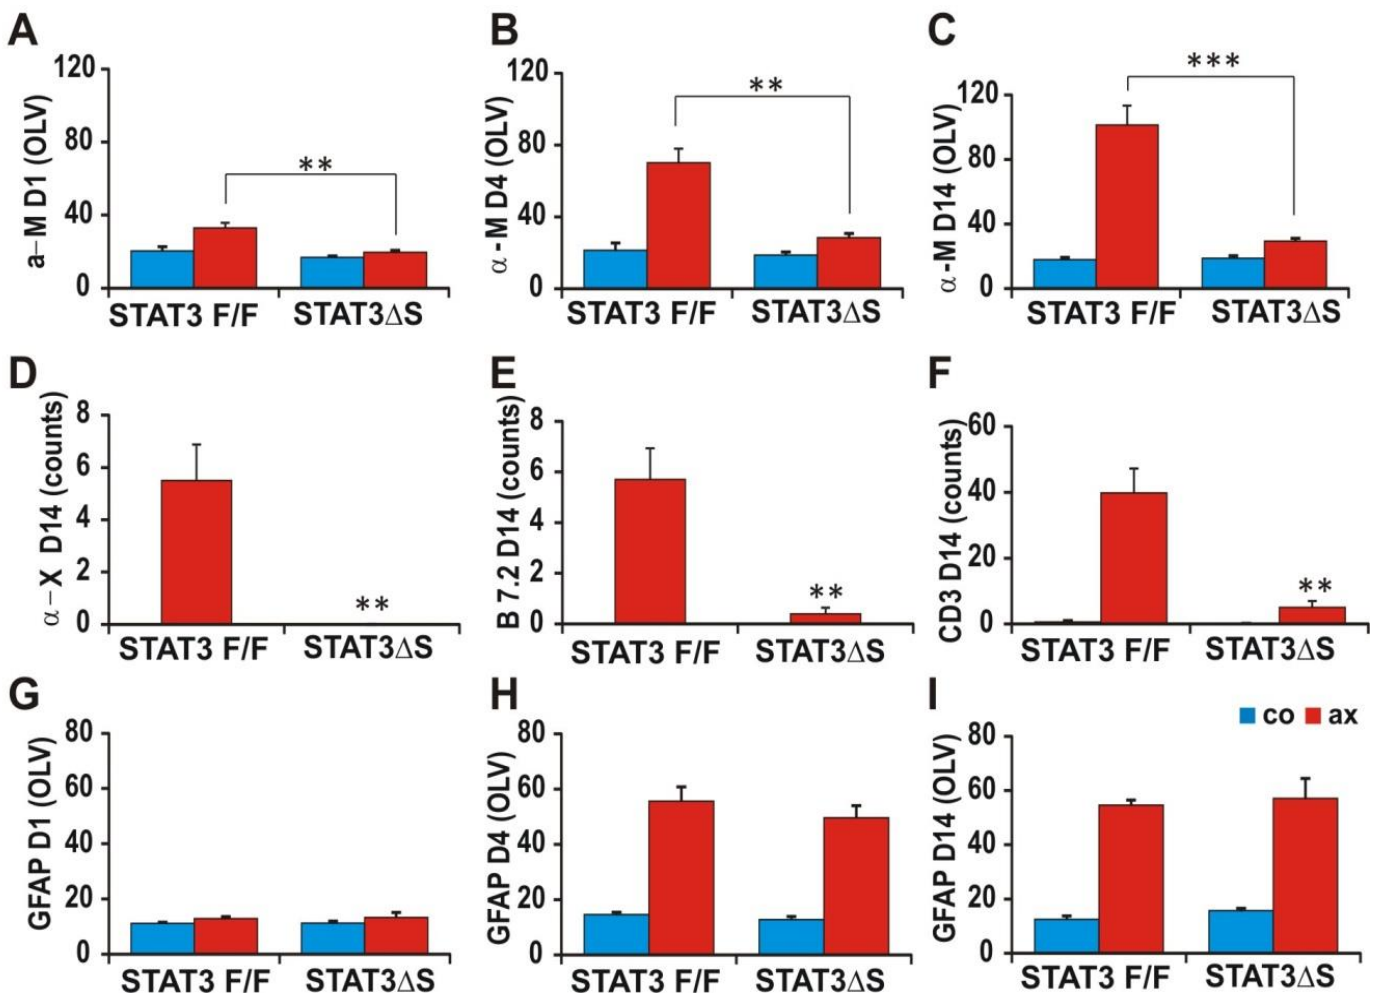 A
a–M D1 (OLV)
120
80
40
0
**
STAT3 F/F
STAT3ΔS
B
α-M D4 (OLV)
120
80
40
0
**
STAT3 F/F
STAT3ΔS
C
α-M D14 (OLV)
120
80
40
0
***
STAT3 F/F
STAT3ΔS
D
α–X D14 (counts)
8
6
4
2
0
**
STAT3 F/F
STAT3ΔS
E
B 7.2 D14 (counts)
8
6
4
2
0
**
STAT3 F/F
STAT3ΔS
F
CD3 D14 (counts)
60
40
20
0
**
STAT3 F/F
STAT3ΔS
G
GFAP D1 (OLV)
80
60
40
20
0
STAT3 F/F
STAT3ΔS
H
GFAP D4 (OLV)
80
60
40
20
0
STAT3 F/F
STAT3ΔS
I
co ax
GFAP D14 (OLV)
80
60
40
20
0
STAT3 F/F
STAT3ΔS